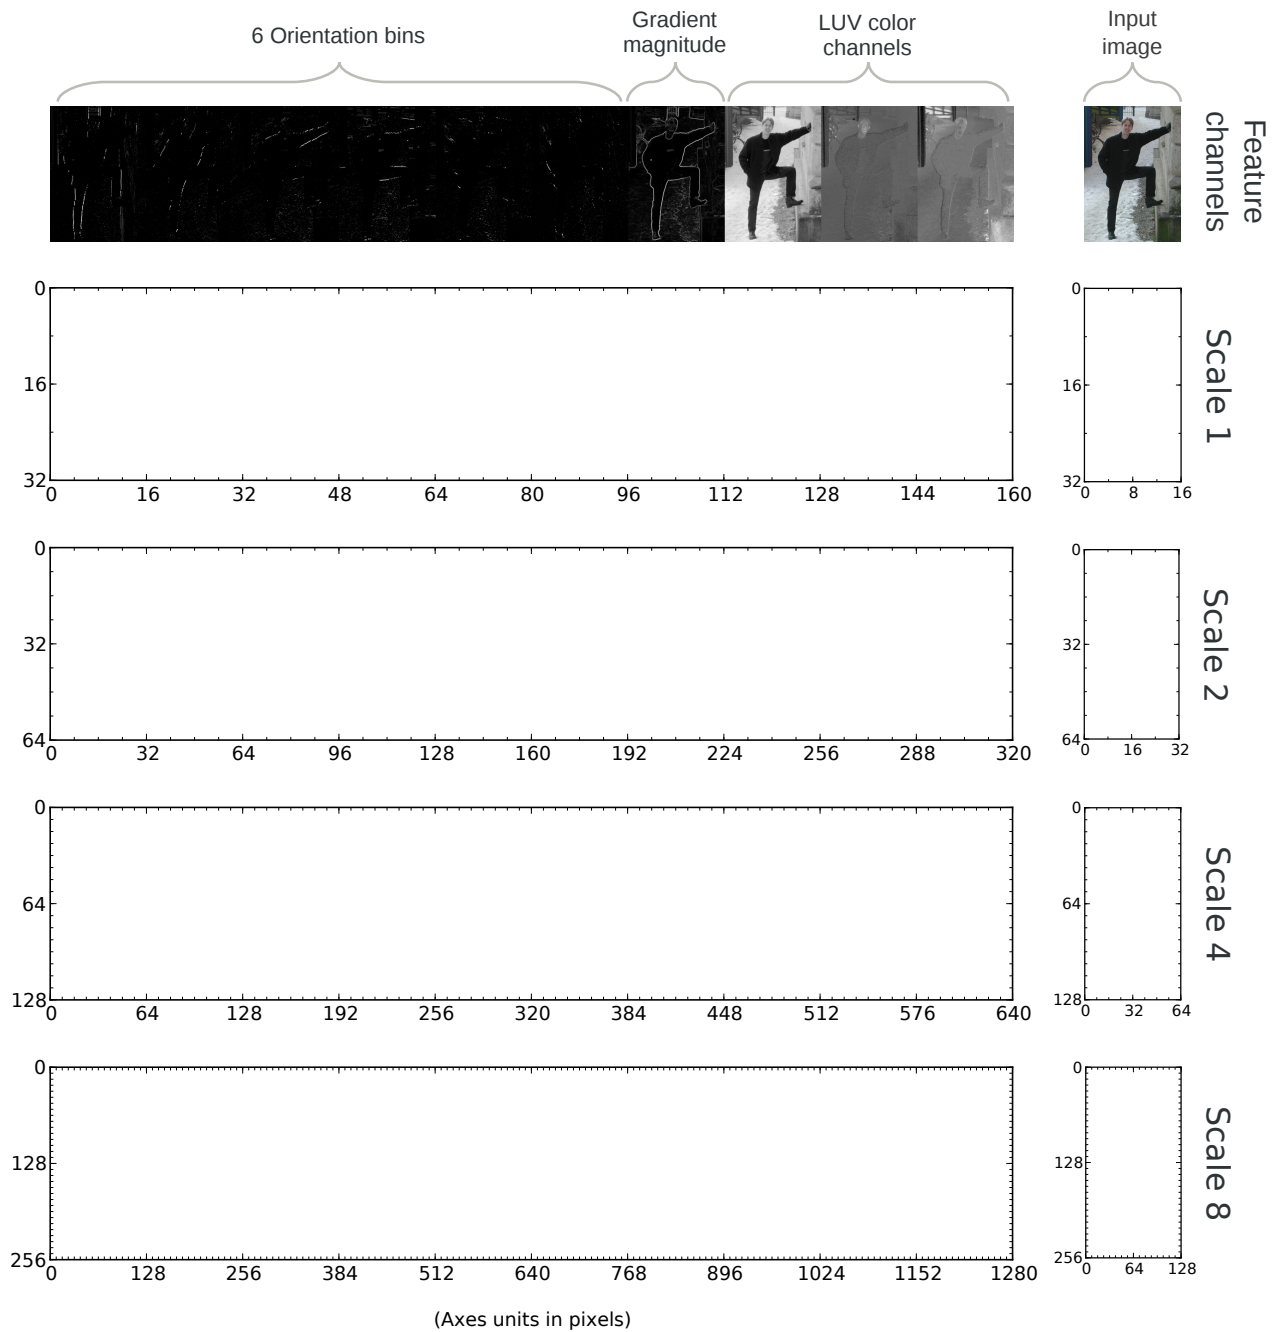 6 Orientation bins
Gradient
magnitude
LUV color
channels
Input
image
Feature
channels
0
16
32
0 16 32 48 64 80 96 112 128 144 160
0
16
32
0 8 16
Scale 1
0
32
64
0 32 64 96 128 160 192 224 256 288 320
0
32
64
0 16 32
Scale 2
0
64
128
0 64 128 192 256 320 384 448 512 576 640
0
64
128
0 32 64
Scale 4
0
128
256
0 128 256 384 512 640 768 896 1024 1152 1280
0
128
256
0 64 128
Scale 8
(Axes units in pixels)